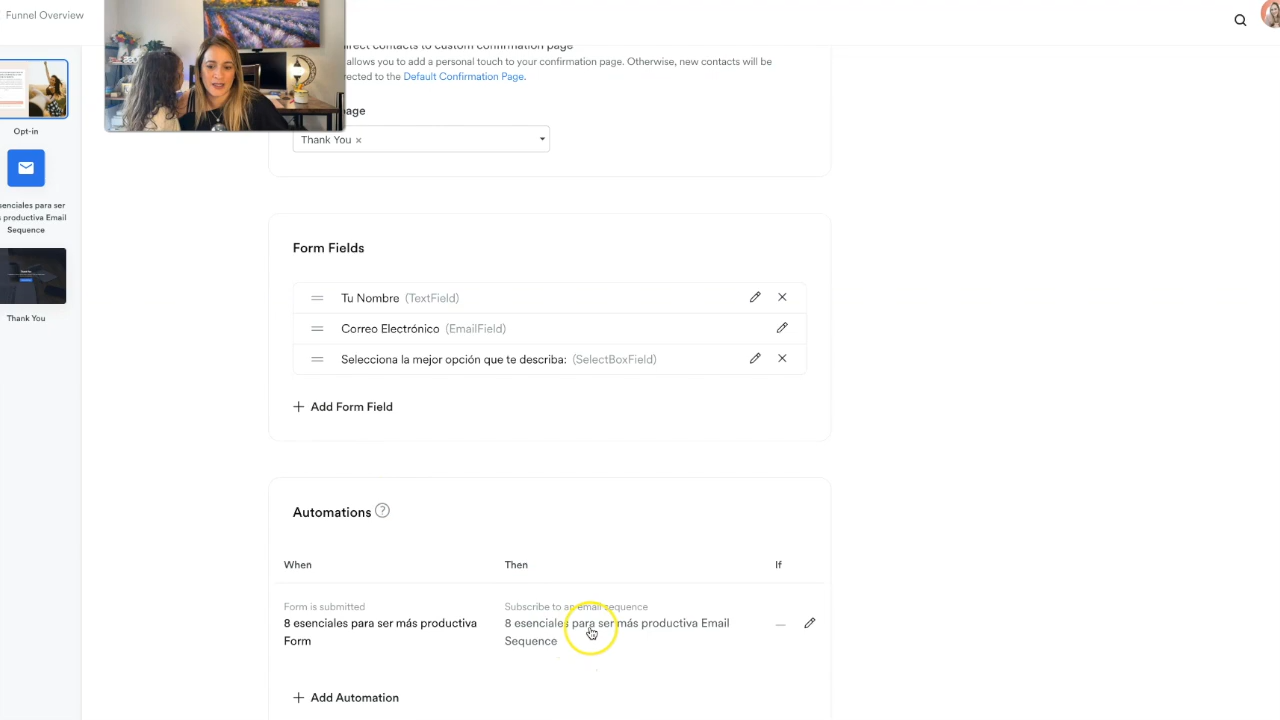 Funnel Overview
direct contacts to custom confirmation page
allows you to add a personal touch to your confirmation page. Otherwise, new contacts will be
Default Confirmation Page.
to the
page
Thank You ×
Opt-in
para ser
productiva Email
Sequence
Thank You
Form Fields
Tu Nombre (TextField)
Correo Electrónico (EmailField)
Selecciona la mejor opción que te describa: (SelectBoxField)
+ Add Form Field
Automations ?
When Then If
Form is submitted Subscribe to an email sequence
8 esenciales para ser más productiva 8 esenciales para ser más productiva Email —
Form Sequence
+ Add Automation